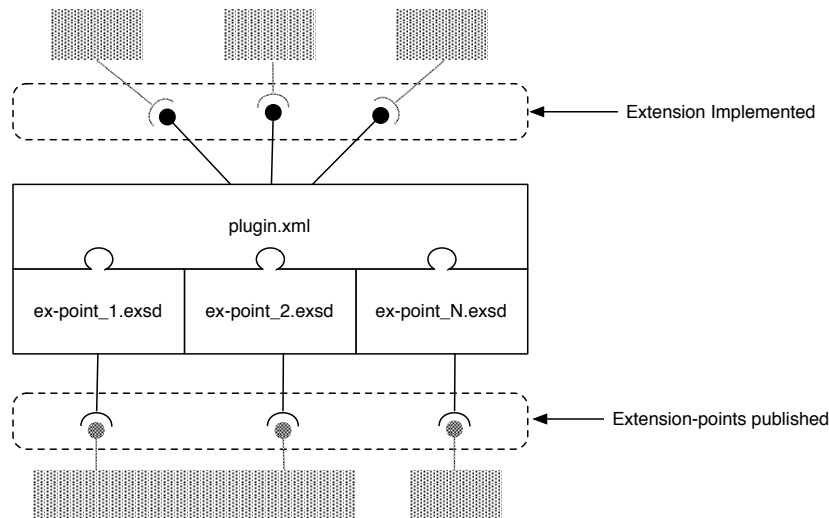 Extension Implemented
plugin.xml
ex-point_1.exsd
ex-point_2.exsd
ex-point_N.exsd
Extension-points published